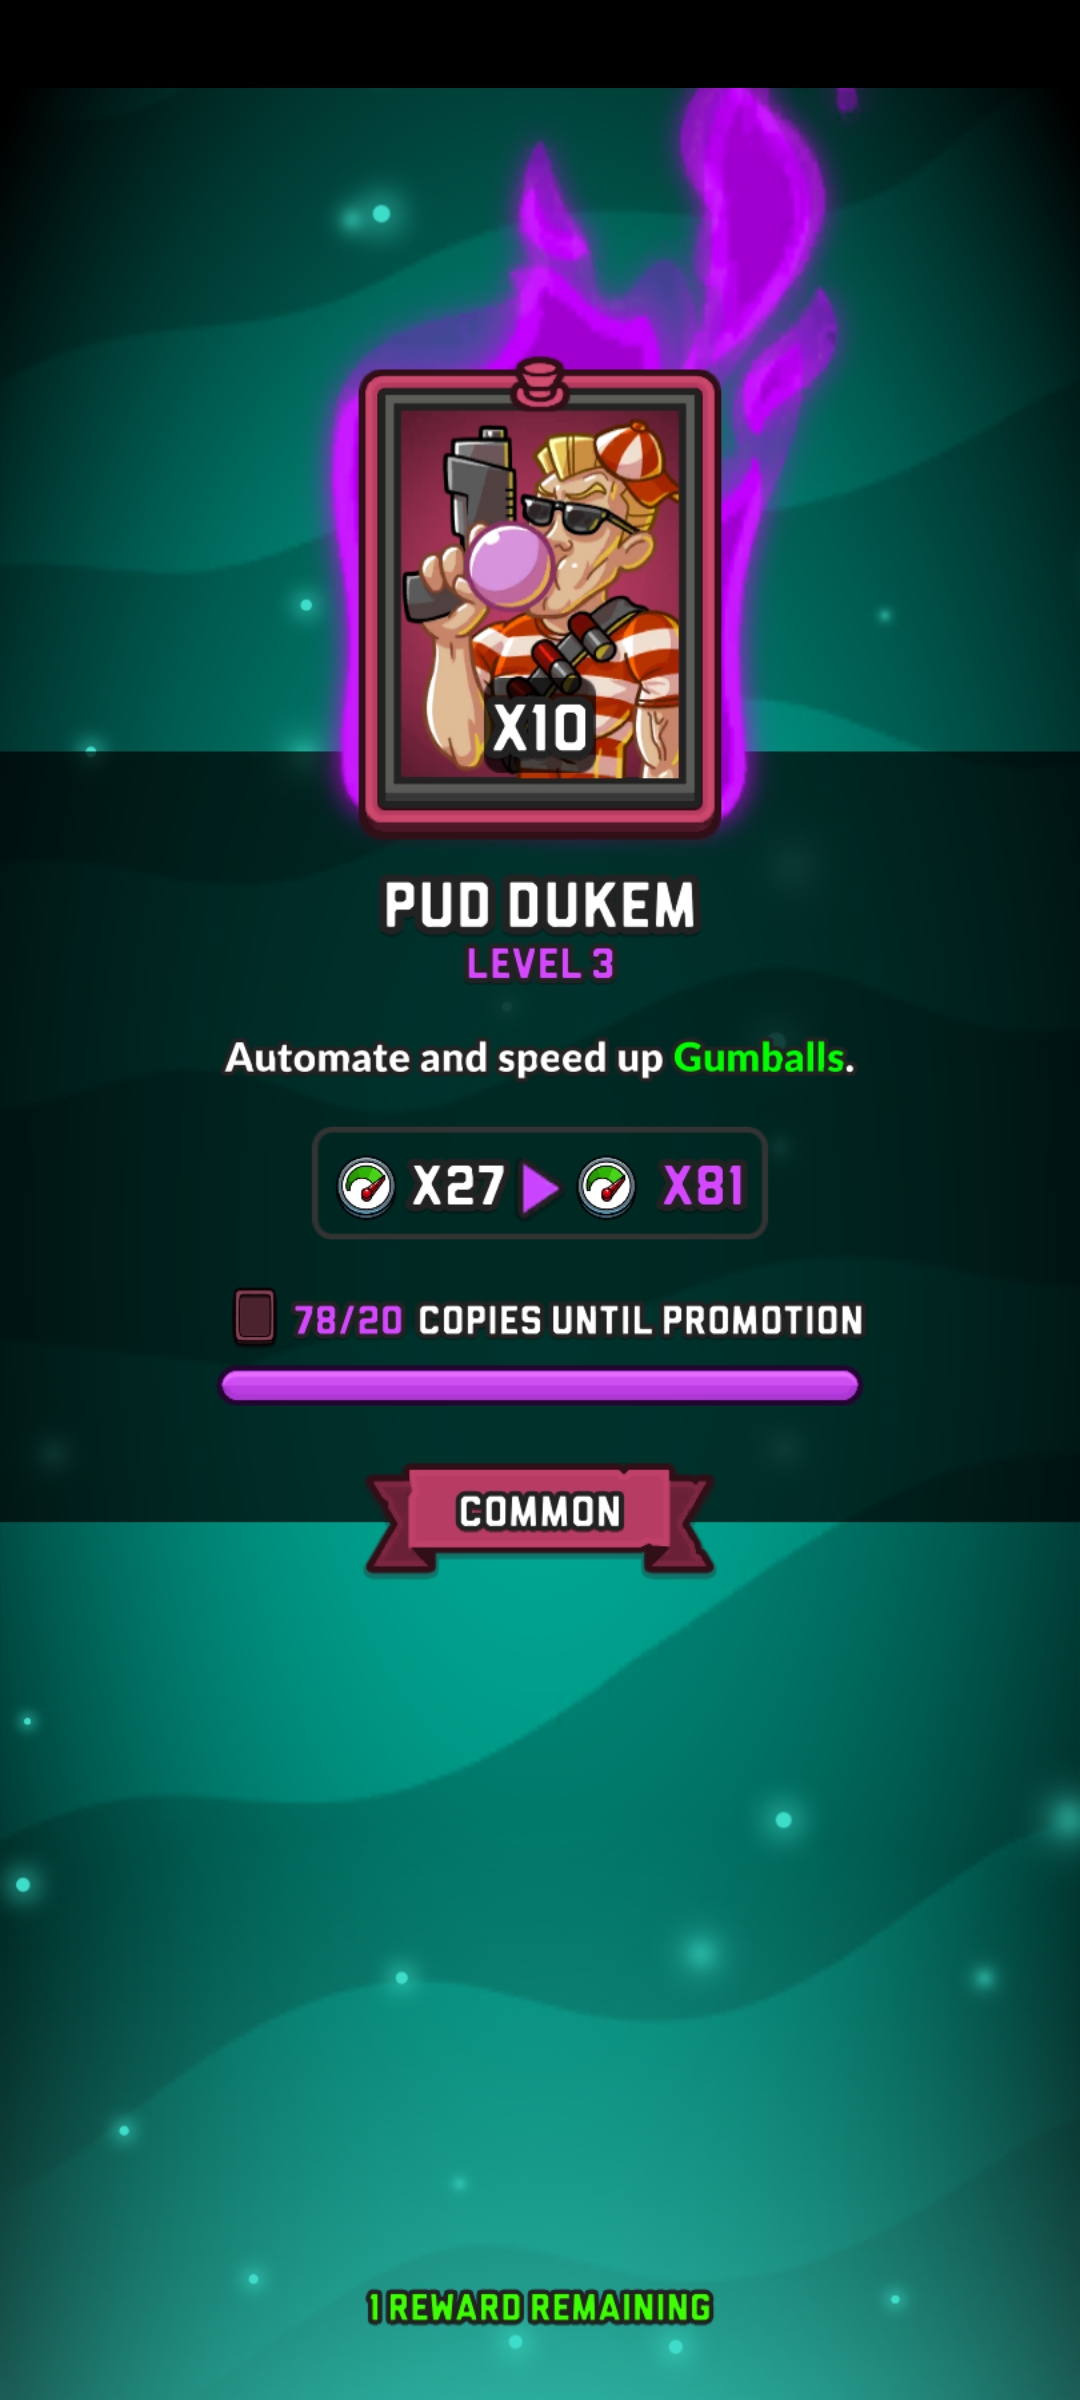 X10
PUD DUKEM
LEVEL 3
Automate and speed up Gumballs.
X27 X81
78/20 COPIES UNTIL PROMOTION
COMMON
1 REWARD REMAINING